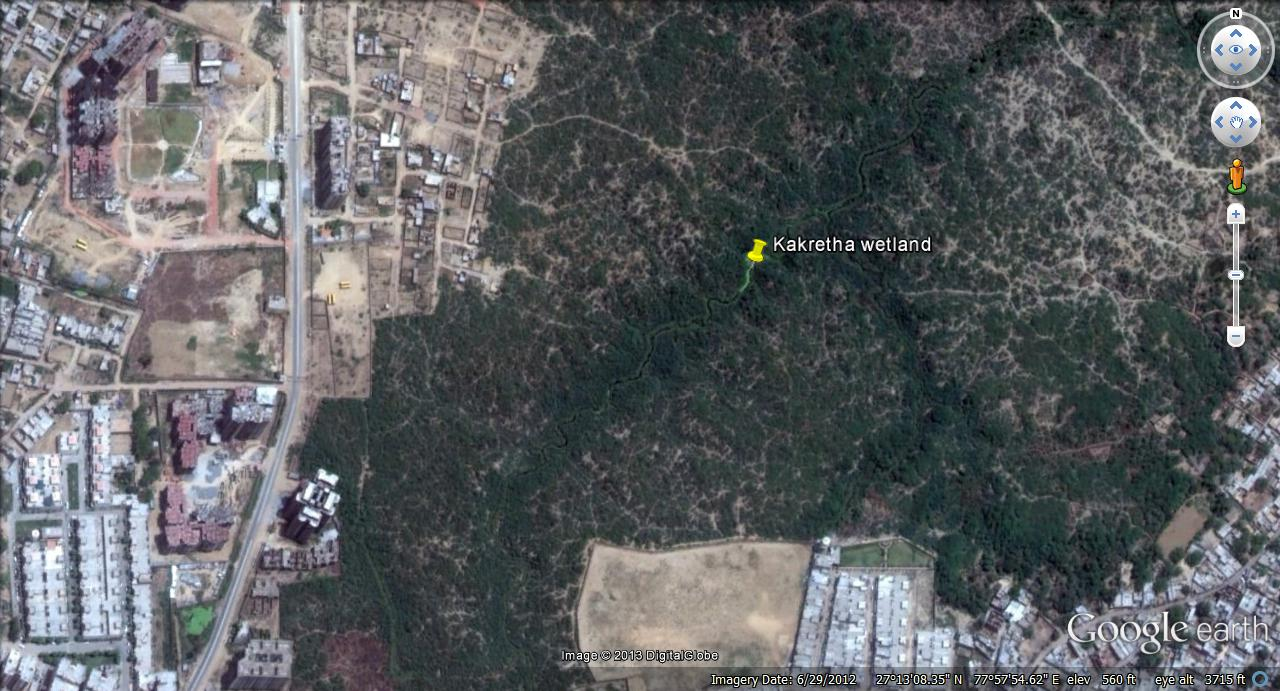 N
Kakretha wetland
Google earth
Image © 2013 DigitalGlobe
Imagery Date: 6/29/2012 27°13'08.35" N 77°57'54.62" E elev 560 ft eye alt 3715 ft